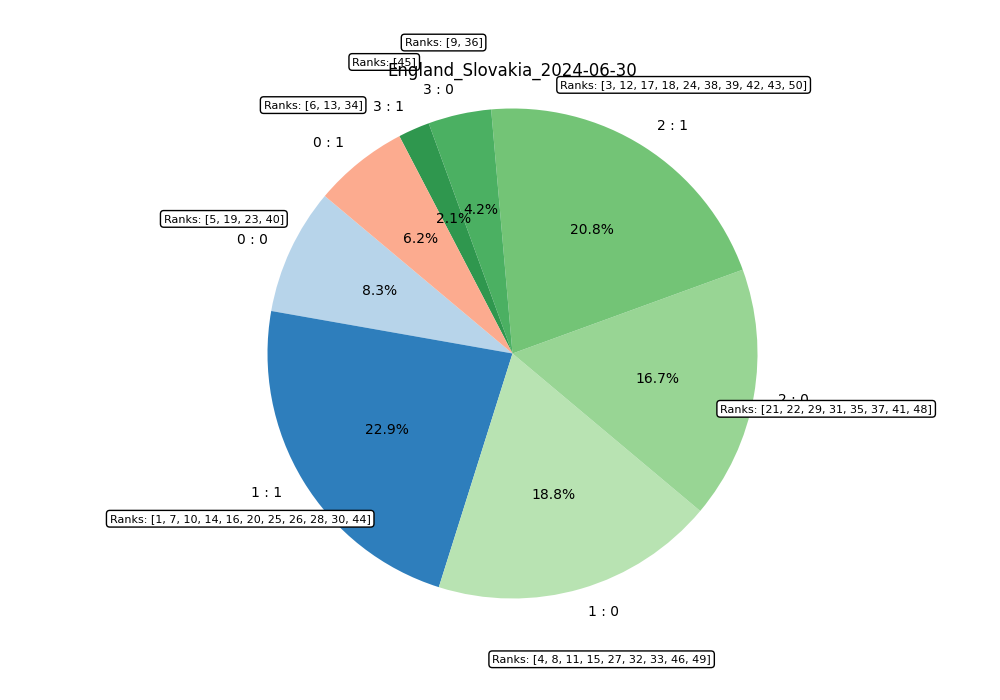 Ranks: [9, 36]
Ranks: [45]
England_Slovakia_2024-06-30
Ranks: [3, 12, 17, 18, 24, 38, 39, 42, 43, 50]
3 : 0
Ranks: [6, 13, 34]
3 : 1
2 : 1
0 : 1
4.2%
2.1%
Ranks: [5, 19, 23, 40]
20.8%
6.2%
0 : 0
8.3%
16.7%
2 : 0
Ranks: [21, 22, 29, 31, 35, 37, 41, 48]
22.9%
1 : 1
18.8%
Ranks: [1, 7, 10, 14, 16, 20, 25, 26, 28, 30, 44]
1 : 0
Ranks: [4, 8, 11, 15, 27, 32, 33, 46, 49]